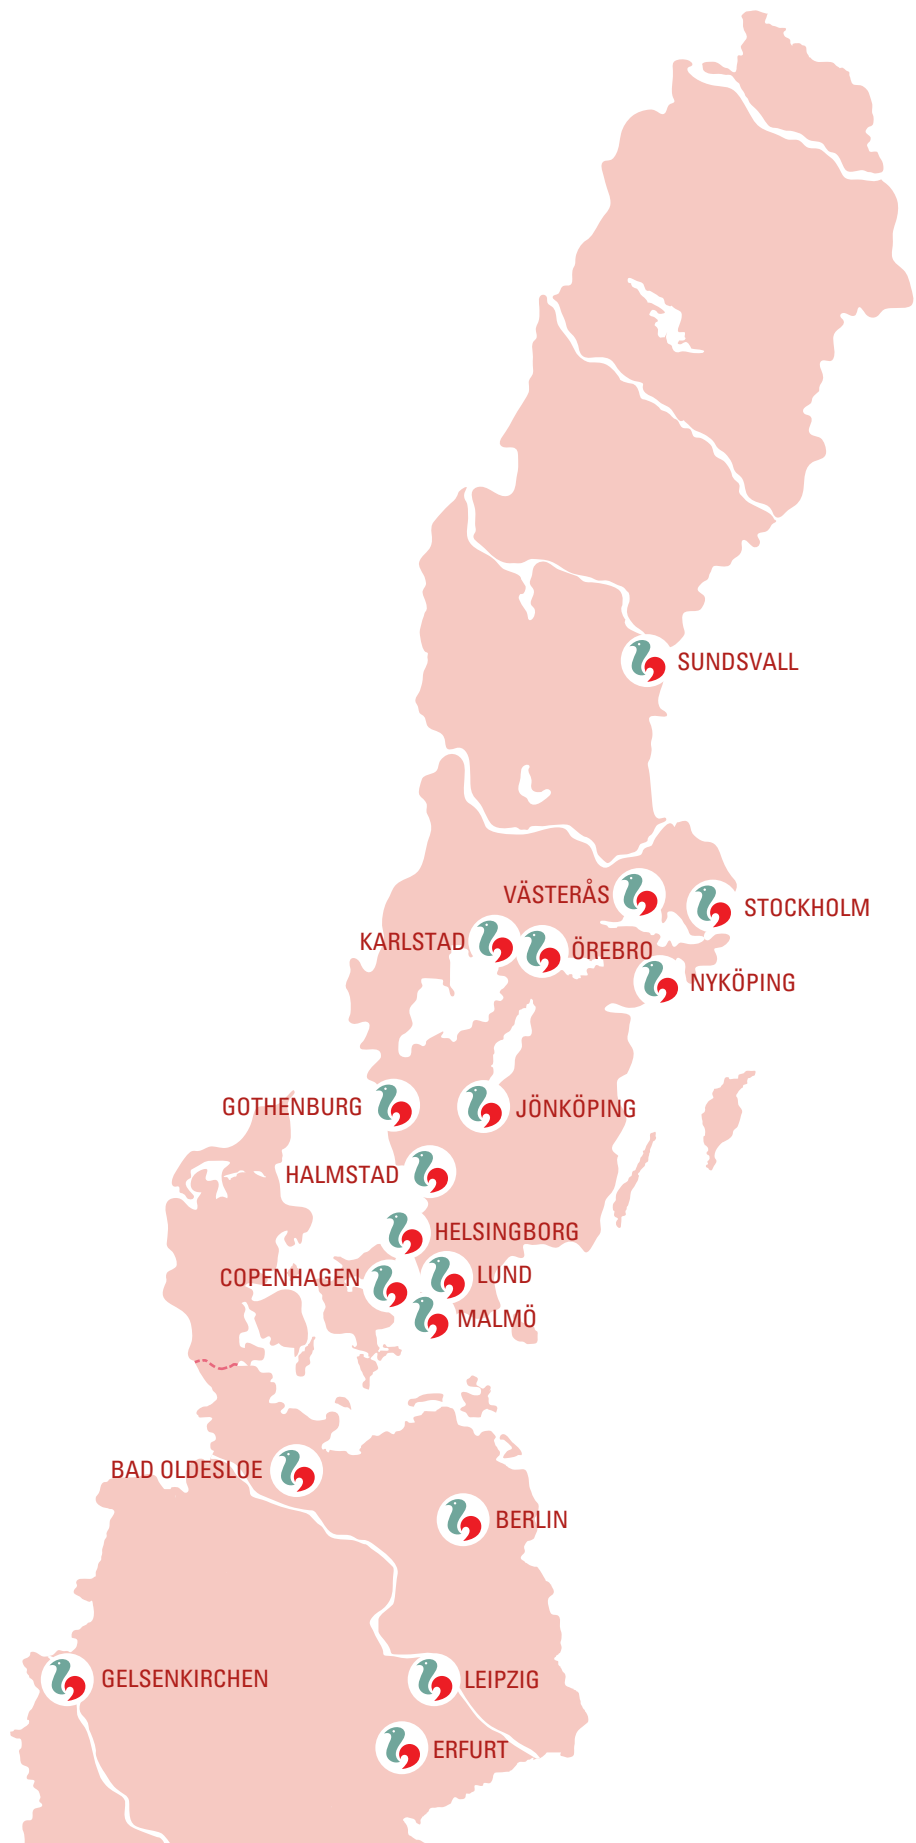 SUNDSVALL
VÄSTERÅS
STOCKHOLM
KARLSTAD
ÖREBRO
NYKÖPING
GOTHENBURG
JÖNKÖPING
HALMSTAD
HELSINGBORG
COPENHAGEN
LUND
MALMÖ
BAD OLDESLOE
BERLIN
GELSENKIRCHEN
LEIPZIG
ERFURT